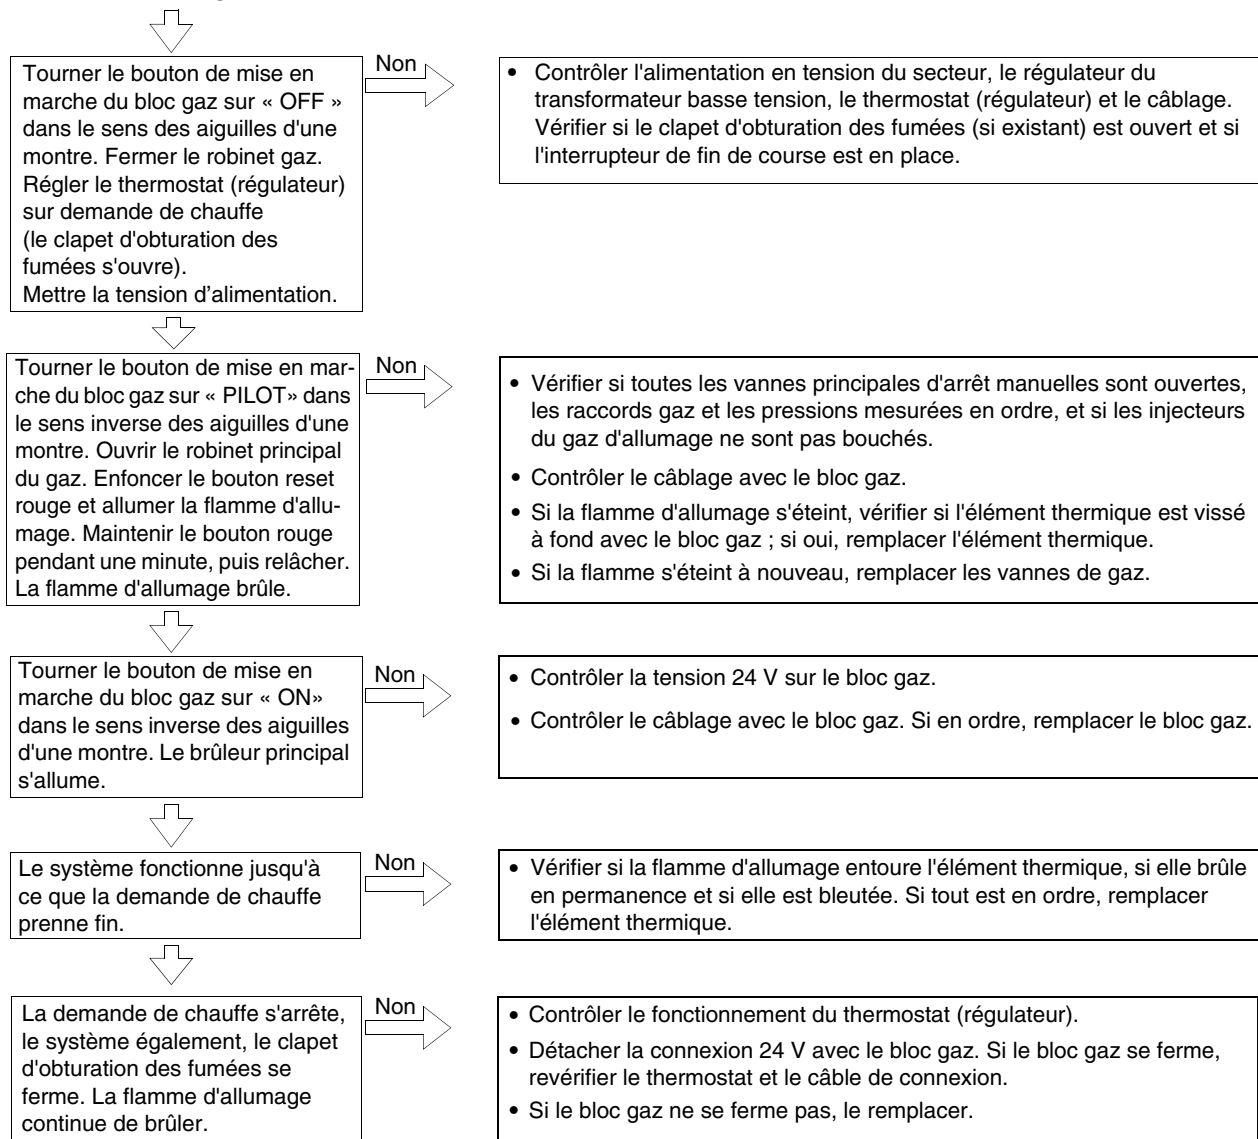 Tourner le bouton de mise en
marche du bloc gaz sur « OFF »
dans le sens des aiguilles d'une
montre. Fermer le robinet gaz.
Régler le thermostat (régulateur)
sur demande de chauffe
(le clapet d'obturation des
fumées s'ouvre).
Mettre la tension d'alimentation.
Non
• Contrôler l'alimentation en tension du secteur, le régulateur du
transformateur basse tension, le thermostat (régulateur) et le câblage.
Vérifier si le clapet d'obturation des fumées (si existant) est ouvert et si
l'interrupteur de fin de course est en place.
Tourner le bouton de mise en mar-
che du bloc gaz sur « PILOT» dans
le sens inverse des aiguilles d'une
montre. Ouvrir le robinet principal
du gaz. Enfoncer le bouton reset
rouge et allumer la flamme d'allu-
mage. Maintenir le bouton rouge
pendant une minute, puis relâcher.
La flamme d'allumage brûle.
Non
• Vérifier si toutes les vannes principales d'arrêt manuelles sont ouvertes,
les raccords gaz et les pressions mesurées en ordre, et si les injecteurs
du gaz d'allumage ne sont pas bouchés.
• Contrôler le câblage avec le bloc gaz.
• Si la flamme d'allumage s'éteint, vérifier si l'élément thermique est vissé
à fond avec le bloc gaz ; si oui, remplacer l'élément thermique.
• Si la flamme s'éteint à nouveau, remplacer les vannes de gaz.
Tourner le bouton de mise en
marche du bloc gaz sur « ON»
dans le sens inverse des aiguilles
d'une montre. Le brûleur principal
s'allume.
Non
• Contrôler la tension 24 V sur le bloc gaz.
• Contrôler le câblage avec le bloc gaz. Si en ordre, remplacer le bloc gaz.
Le système fonctionne jusqu'à
ce que la demande de chauffe
prenne fin.
Non
• Vérifier si la flamme d'allumage entoure l'élément thermique, si elle brûle
en permanence et si elle est bleutée. Si tout est en ordre, remplacer
l'élément thermique.
La demande de chauffe s'arrête,
le système également, le clapet
d'obturation des fumées se
ferme. La flamme d'allumage
continue de brûler.
Non
• Contrôler le fonctionnement du thermostat (régulateur).
• Détacher la connexion 24 V avec le bloc gaz. Si le bloc gaz se ferme,
revérifier le thermostat et le câble de connexion.
• Si le bloc gaz ne se ferme pas, le remplacer.